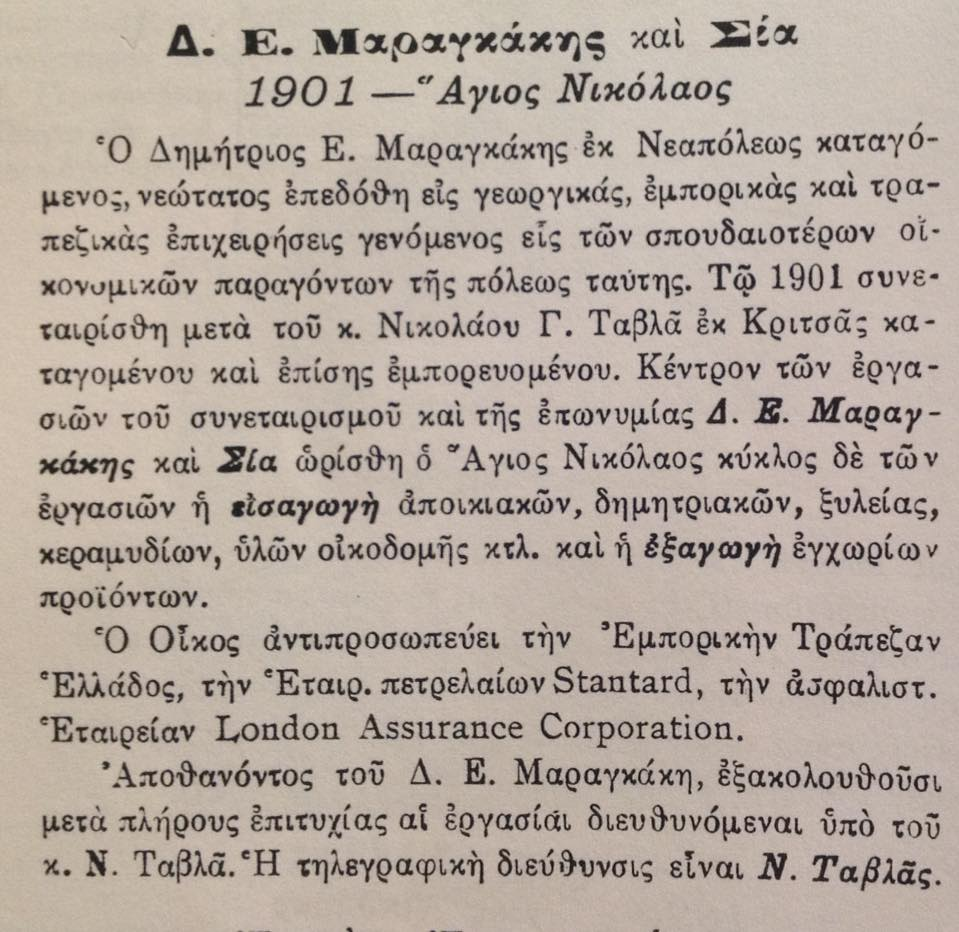 Δ. Ε. Μαραγκάκης καὶ Σία
1901 — Ἅγιος Νικόλαος
Ὁ Δημήτριος Ε. Μαραγκάκης ἐκ Νεαπόλεως καταγό-
μενος, νεώτατος ἐπεδόθη εἰς γεωργικάς, ἐμπορικὰς καὶ τρα-
πεζικὰς ἐπιχειρήσεις γενόμενος εἷς τῶν σπουδαιοτέρων οἰ-
κονομικῶν παραγόντων τῆς πόλεως ταύτης. Τῷ 1901 συνε-
ταιρίσθη μετὰ τοῦ κ. Νικολάου Γ. Ταβλᾶ ἐκ Κριτσᾶς κα-
ταγομένου καὶ ἐπίσης ἐμπορευομένου. Κέντρον τῶν ἐργα-
σιῶν τοῦ συνεταιρισμοῦ καὶ τῆς ἐπωνυμίας Δ. Ε. Μαραγ-
κάκης καὶ Σία ὡρίσθη ὁ Ἅγιος Νικόλαος κύκλος δὲ τῶν
ἐργασιῶν ἡ εἰσαγωγὴ ἀποικιακῶν, δημητριακῶν, ξυλείας,
κεραμυδίων, ὑλῶν οἰκοδομῆς κτλ. καὶ ἡ ἐξαγωγὴ ἐγχωρίων
προϊόντων.
Ὁ Οἶκος ἀντιπροσωπεύει τὴν Ἐμπορικὴν Τράπεζαν
Ἑλλάδος, τὴν Ἑταιρ. πετρελαίων Stantard, τὴν ἀσφαλιστ.
Ἑταιρείαν London Assurance Corporation.
Ἀποθανόντος τοῦ Δ. Ε. Μαραγκάκη, ἐξακολουθοῦσι
μετὰ πλήρους ἐπιτυχίας αἱ ἐργασίαι διευθυνόμεναι ὑπὸ τοῦ
κ. Ν. Ταβλᾶ. Ἡ τηλεγραφικὴ διεύθυνσις εἶναι Ν. Ταβλᾶς.